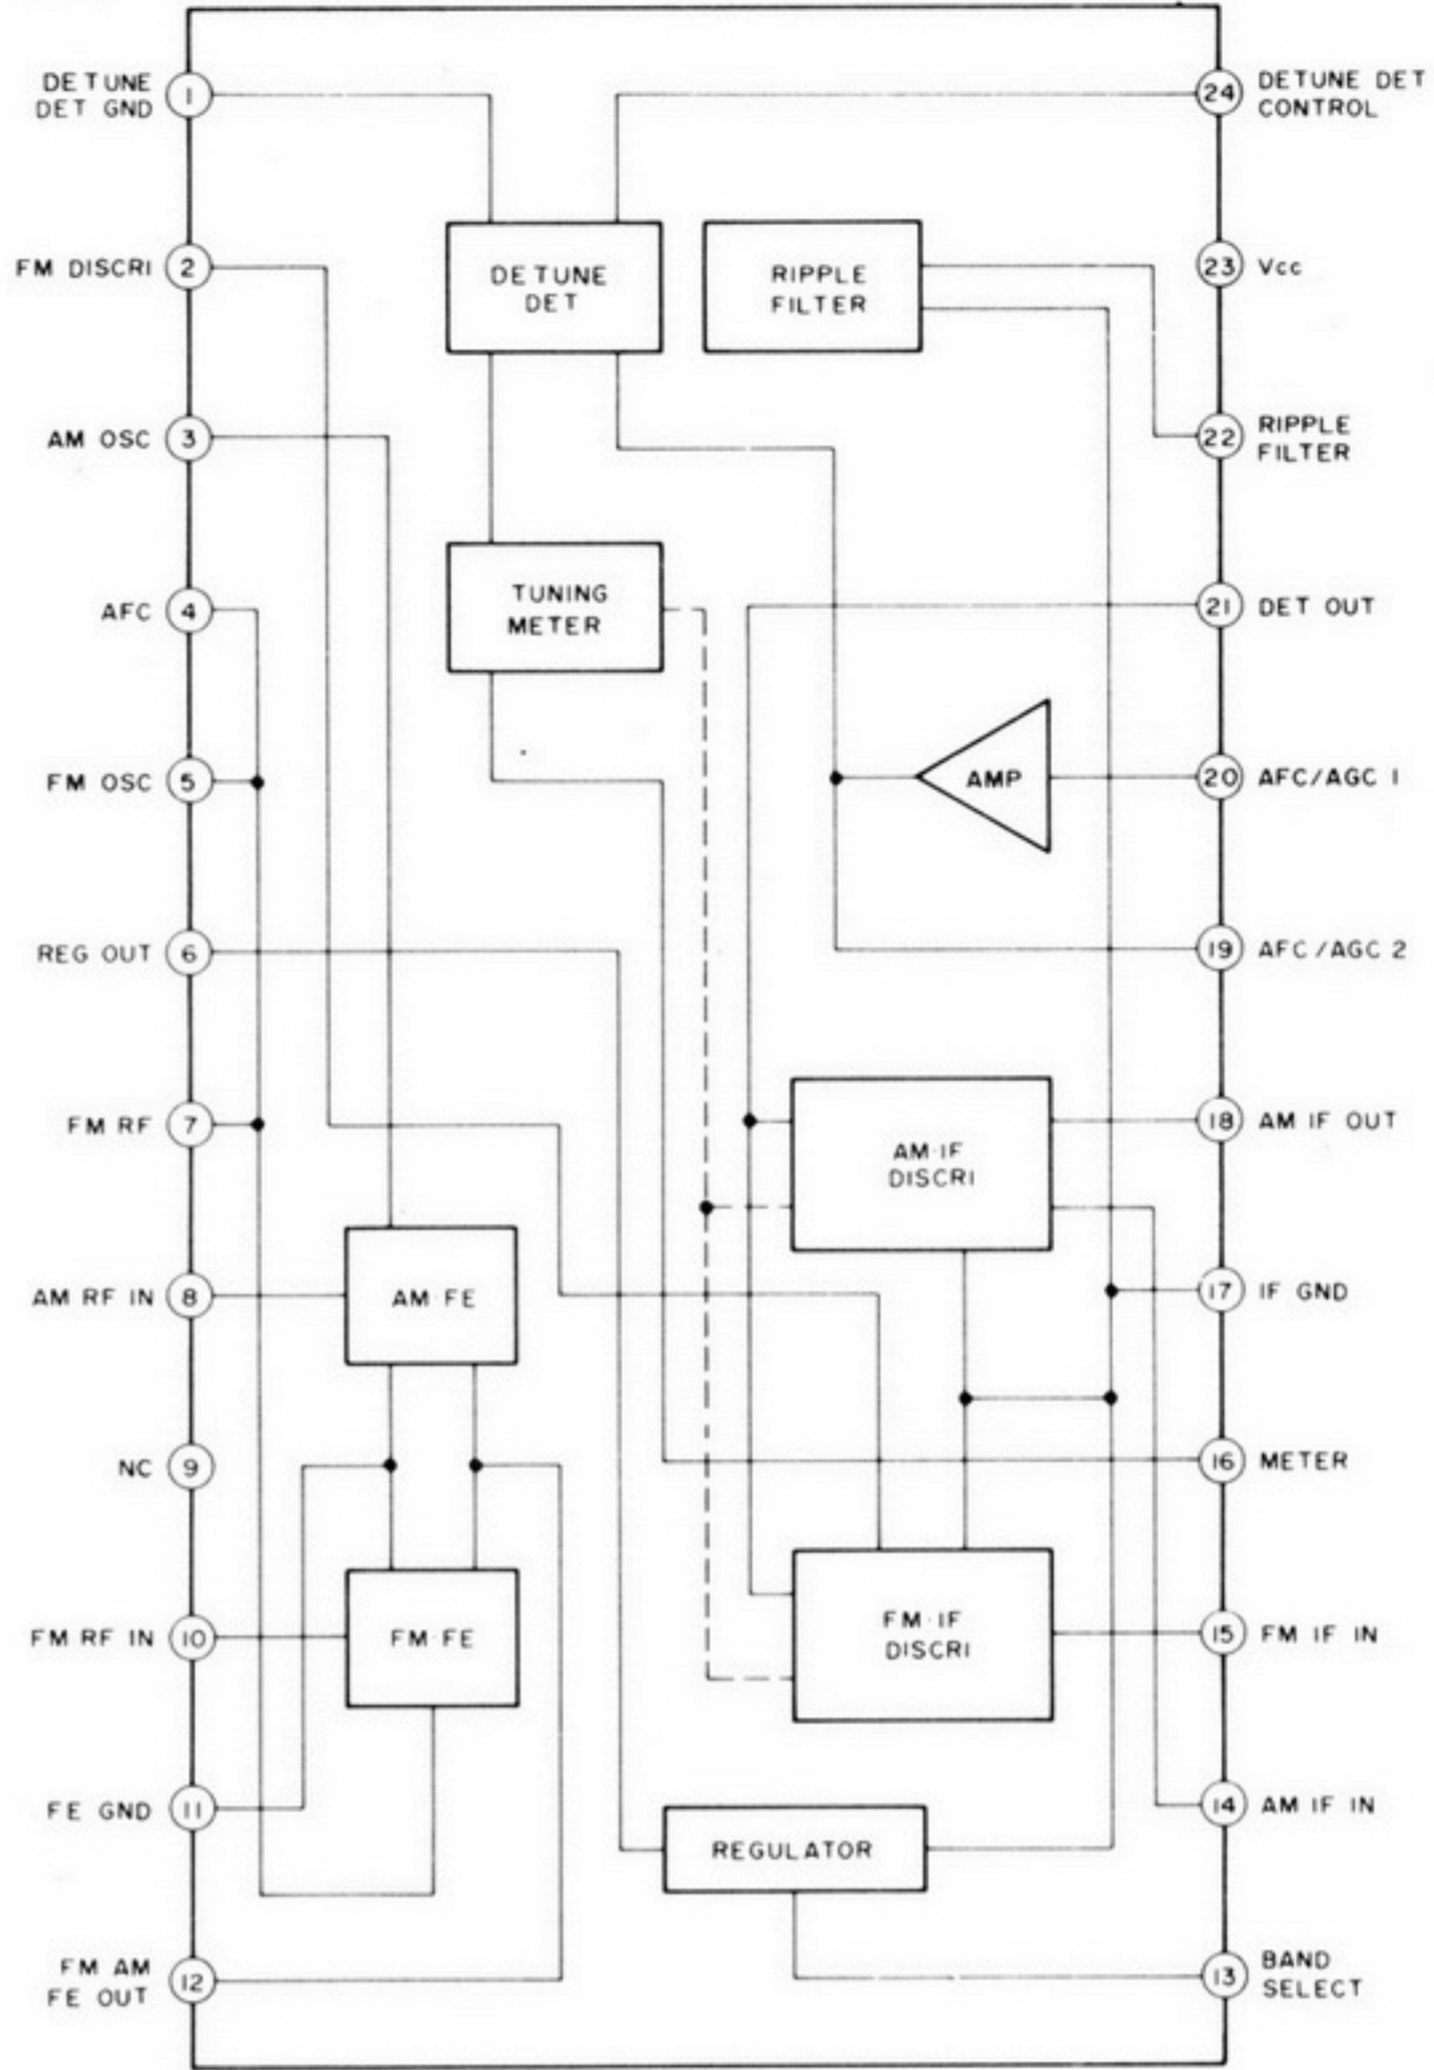 DETUNE
DET GND
1
FM DISCRI
2
AM OSC
3
AFC
4
FM OSC
5
REG OUT
6
FM RF
7
AM RF IN
8
NC
9
FM RF IN
10
FE GND
11
FM AM
FE OUT
12
DETUNE
DET
RIPPLE
FILTER
TUNING
METER
AMP
AM·IF
DISCRI
AM·FE
FM·FE
FM·IF
DISCRI
REGULATOR
24
DETUNE DET
CONTROL
23
Vcc
22
RIPPLE
FILTER
21
DET OUT
20
AFC/AGC 1
19
AFC/AGC 2
18
AM IF OUT
17
IF GND
16
METER
15
FM IF IN
14
AM IF IN
13
BAND
SELECT